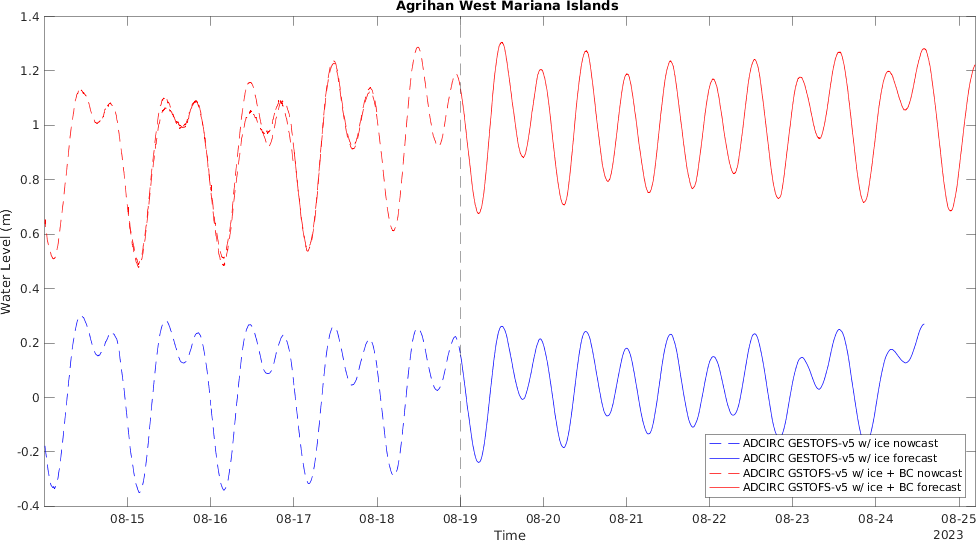 Agrihan West Mariana Islands
1.4
1.2
1
0.8
0.6
0.4
0.2
0
-0.2
-0.4
Water Level (m)
ADCIRC GESTOFS-v5 w/ ice nowcast
ADCIRC GESTOFS-v5 w/ ice forecast
ADCIRC GSTOFS-v5 w/ ice + BC nowcast
ADCIRC GSTOFS-v5 w/ ice + BC forecast
08-15 08-16 08-17 08-18 08-19 08-20 08-21 08-22 08-23 08-24 08-25
Time
2023